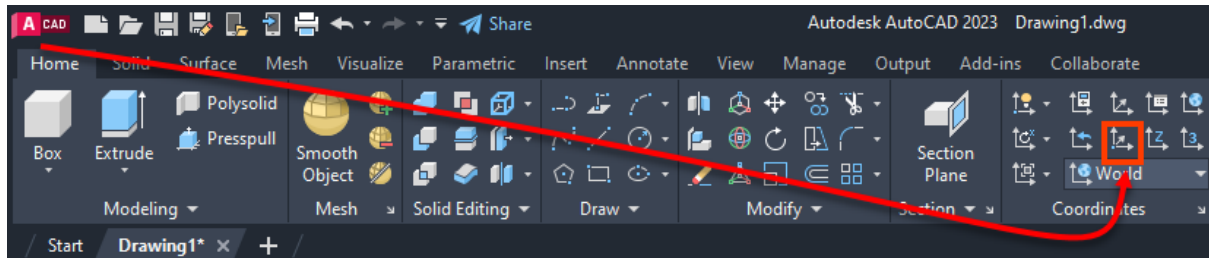 A CAD Share Autodesk AutoCAD 2023 Drawing1.dwg
Home Solid Surface Mesh Visualize Parametric Insert Annotate View Manage Output Add-ins Collaborate
Box
Extrude
Polysolid
Presspull
Smooth
Object
Section
Plane
World
Modeling Mesh Solid Editing Draw Modify Section Coordinates
Start Drawing1*